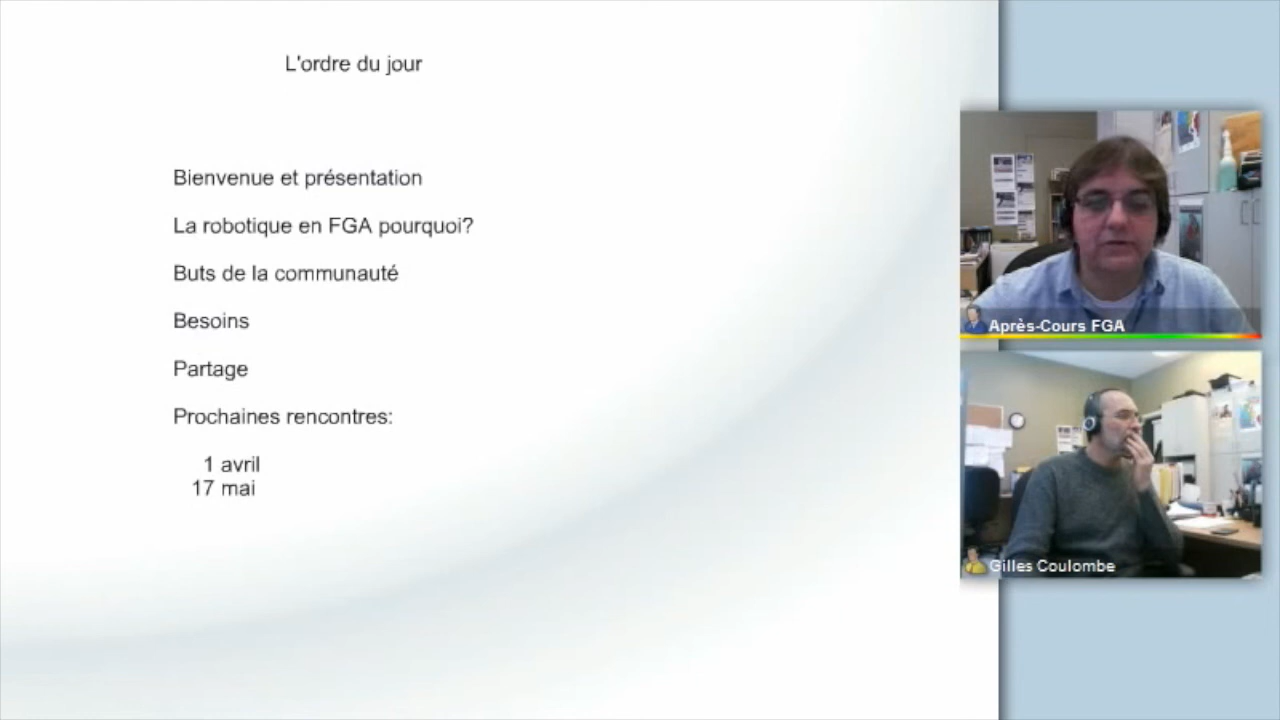 L'ordre du jour
Bienvenue et présentation
La robotique en FGA pourquoi?
Buts de la communauté
Besoins
Partage
Prochaines rencontres:
1 avril
17 mai
Après-Cours FGA
Gilles Coulombe